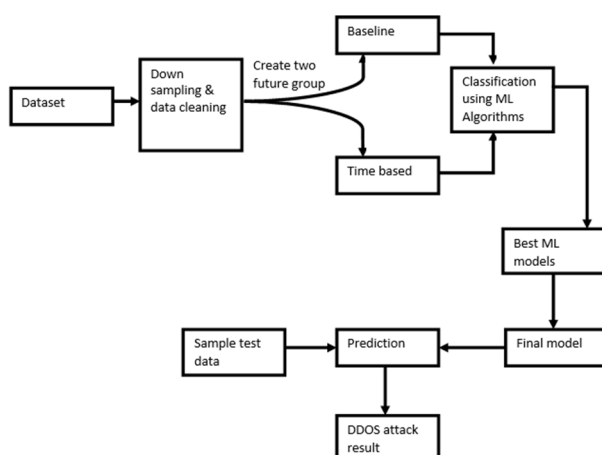 Baseline
Down
sampling &
data cleaning
Create two
future group
Dataset
Classification
using ML
Algorithms
Time based
Best ML
models
Sample test
data
Prediction
Final model
DDOS attack
result